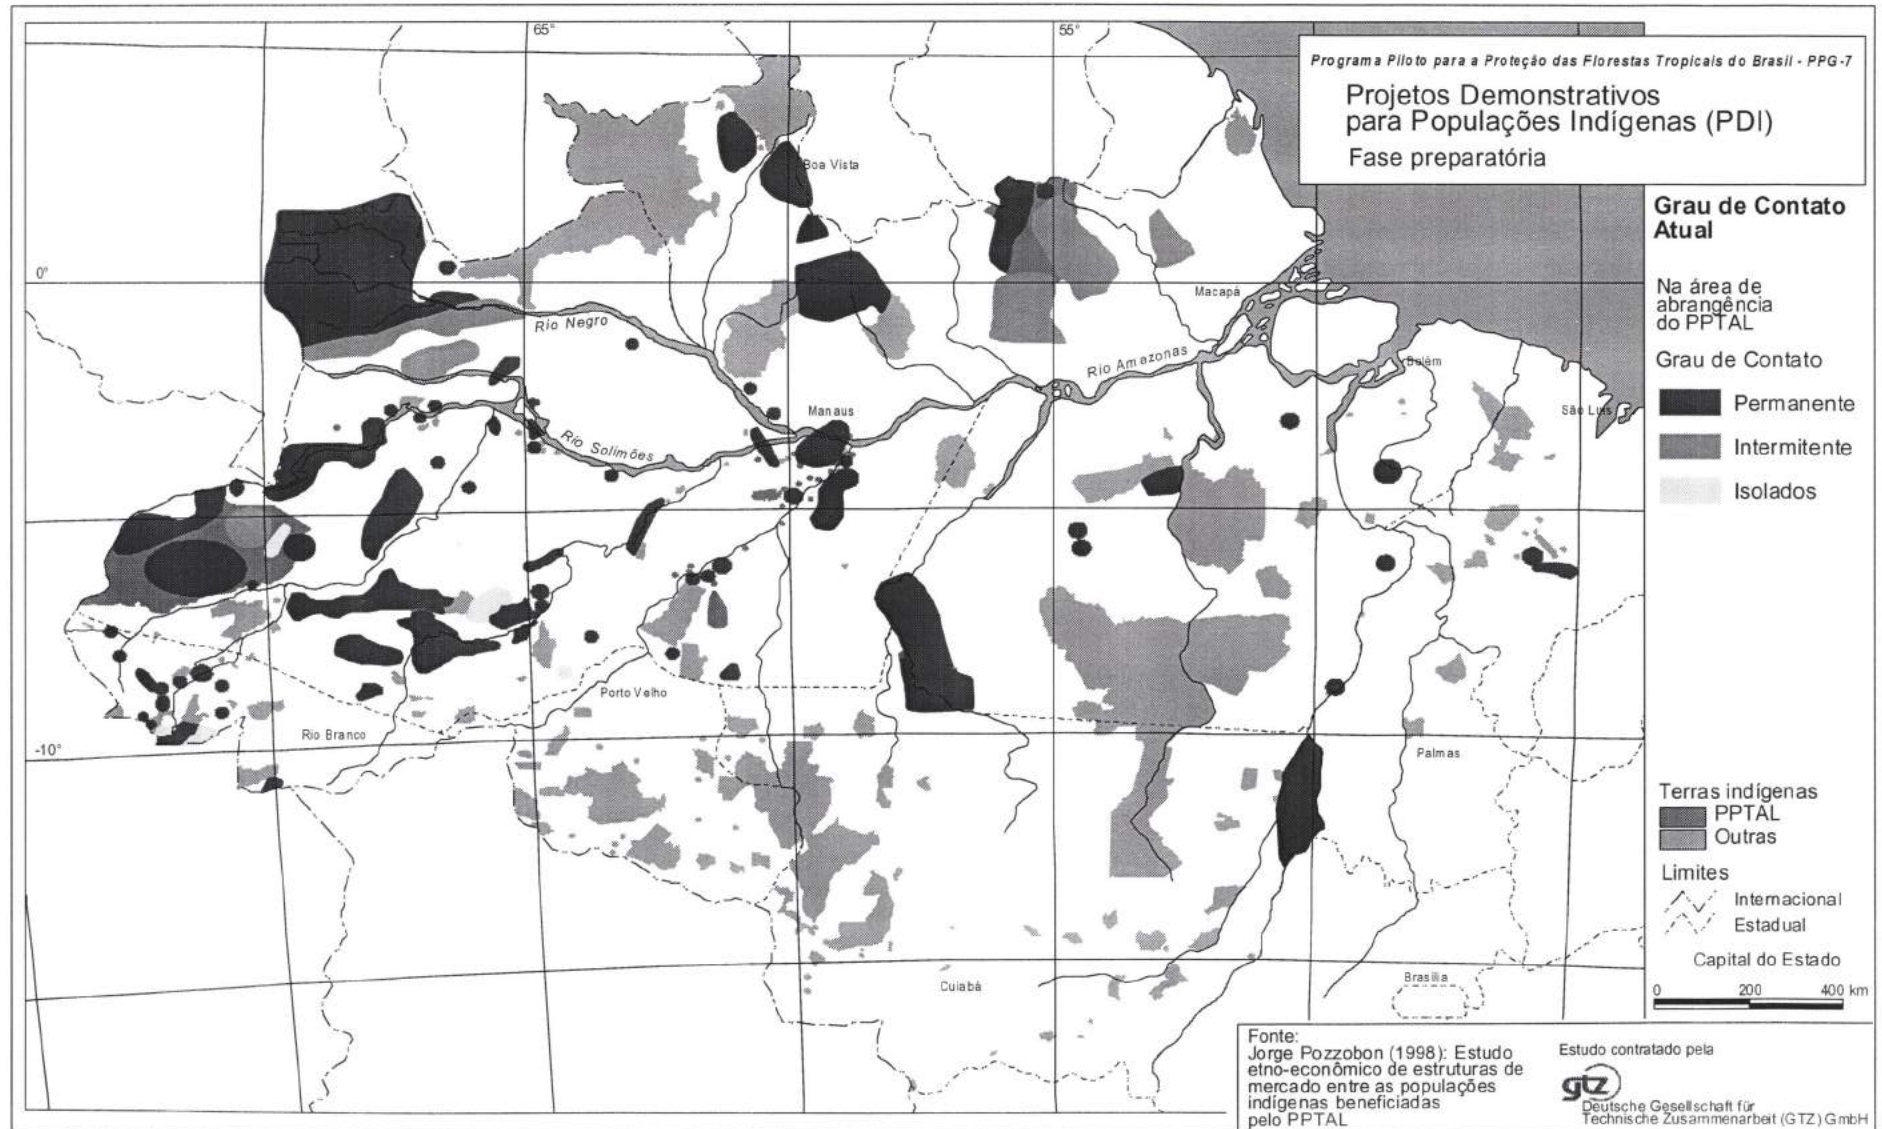 65°
55°
Programa Piloto para a Proteção das Florestas Tropicais do Brasil - PPG-7
Projetos Demonstrativos
para Populações Indígenas (PDI)
Fase preparatória
Boa Vista
Grau de Contato
Atual
0°
Macapá
Na área de
abrangência
do PPTAL
Rio Negro
Rio Amazonas
Belém
Grau de Contato
Manaus
São Luis
Permanente
Rio Solimões
Intermitente
Isolados
Porto Velho
Rio Branco
-10°
Palmas
Terras indígenas
PPTAL
Outras
Limites
Internacional
Estadual
Capital do Estado
Cuiabá
Brasília
0 200 400 km
Fonte:
Jorge Pozzobon (1998): Estudo
etno-econômico de estruturas de
mercado entre as populações
indígenas beneficiadas
pelo PPTAL
Estudo contratado pela
gtz
Deutsche Gesellschaft für
Technische Zusammenarbeit (GTZ) GmbH